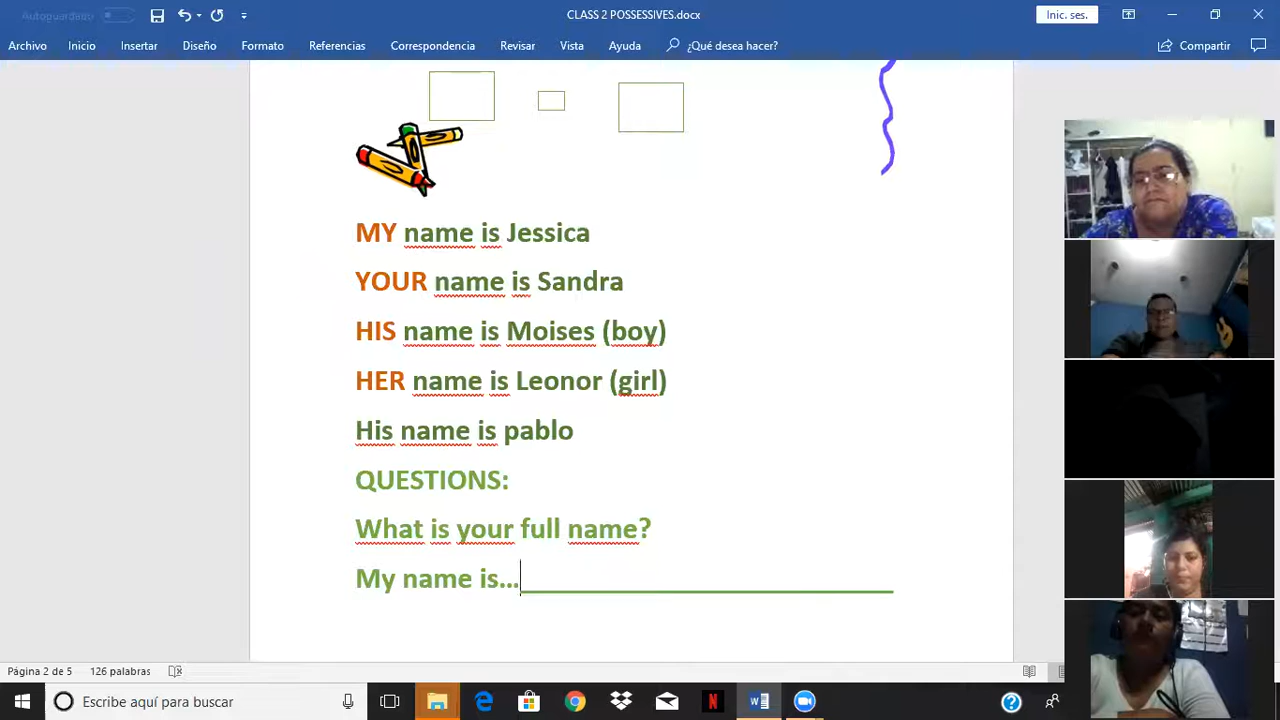 Autoguardado
CLASS 2 POSSESSIVES.docx
Inic. ses.
Archivo Inicio Insertar Diseño Formato Referencias Correspondencia Revisar Vista Ayuda ¿Qué desea hacer? Compartir
MY name is Jessica
YOUR name is Sandra
HIS name is Moises (boy)
HER name is Leonor (girl)
His name is pablo
QUESTIONS:
What is your full name?
My name is...______________________________
Página 2 de 5 126 palabras
Escribe aquí para buscar